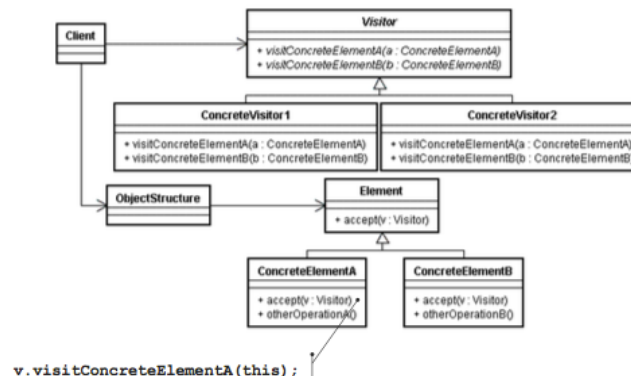 Visitor
Client
+ visitConcreteElementA(a : ConcreteElementA)
+ visitConcreteElementB(b : ConcreteElementB)
ConcreteVisitor1
ConcreteVisitor2
+ visitConcreteElementA(a : ConcreteElementA)
+ visitConcreteElementB(b : ConcreteElementB)
+ visitConcreteElementA(a : ConcreteElementA)
+ visitConcreteElementB(b : ConcreteElementB
ObjectStructure
Element
+ accept(v : Visitor)
ConcreteElementA
ConcreteElementB
+ accept(v : Visitor)
+ otherOperationA()
+ accept(v : Visitor)
+ otherOperationB()
v.visitConcreteElementA(this);